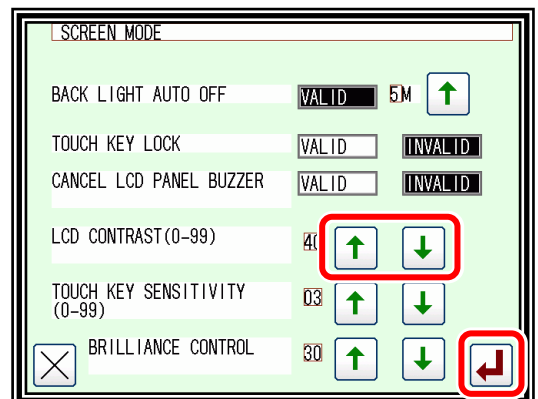 SCREEN MODE
BACK LIGHT AUTO OFF VALID 5M
TOUCH KEY LOCK VALID INVALID
CANCEL LCD PANEL BUZZER VALID INVALID
LCD CONTRAST(0-99)
TOUCH KEY SENSITIVITY 03
(0-99)
BRILLIANCE CONTROL 30